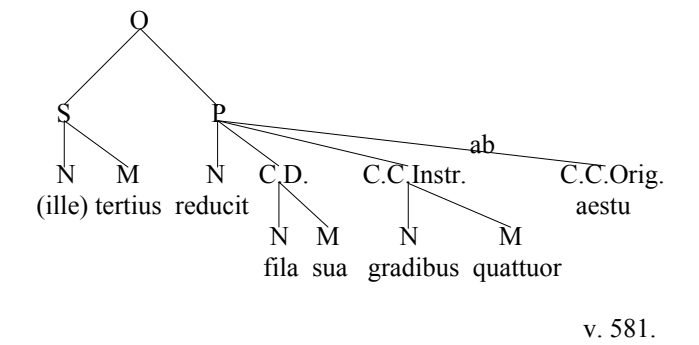 O
S P
ab
N M N C.D. C.C.Instr. C.C.Orig.
(ille) tertius reducit aestu
N M N M
fila sua gradibus quattuor
v. 581.